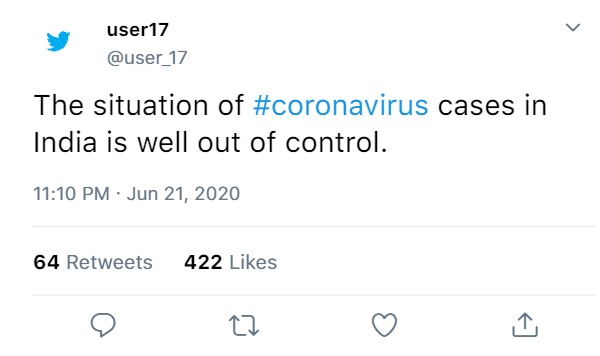 user17
@user_17
The situation of #coronavirus cases in
India is well out of control.
11:10 PM · Jun 21, 2020
64 Retweets 422 Likes